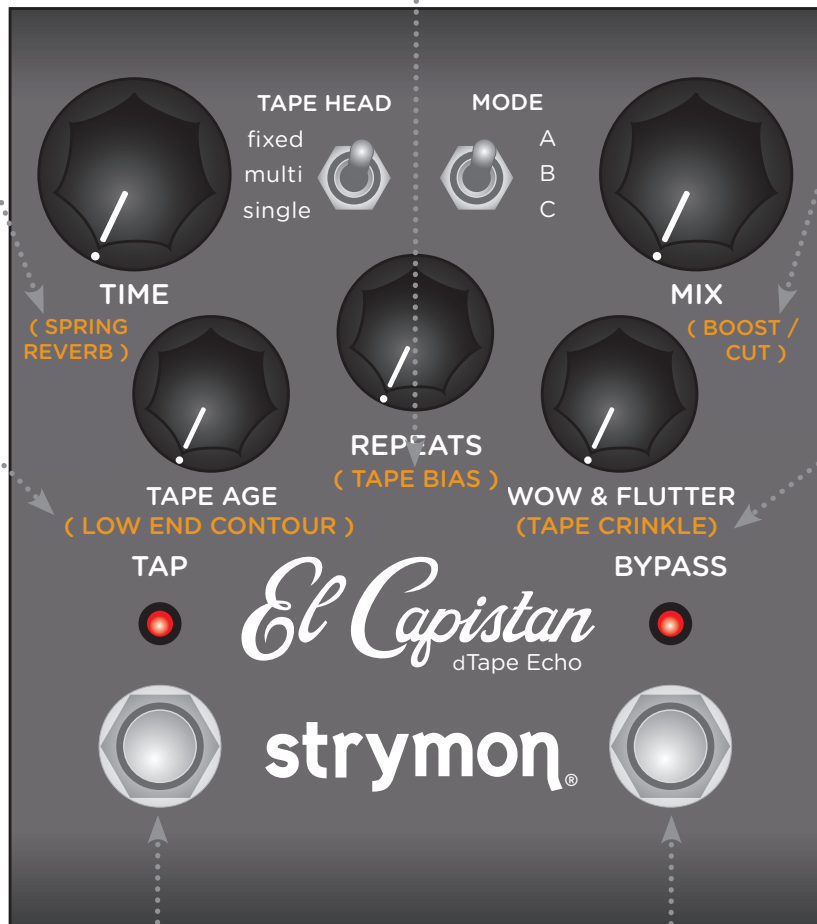 TAPE HEAD
MODE
fixed
multi
single
A
B
C
TIME
( SPRING
REVERB )
MIX
( BOOST /
CUT )
REPEATS
( TAPE BIAS )
TAPE AGE
( LOW END CONTOUR )
WOW & FLUTTER
(TAPE CRINKLE)
TAP
BYPASS
El Capistan
dTape Echo
strymon®